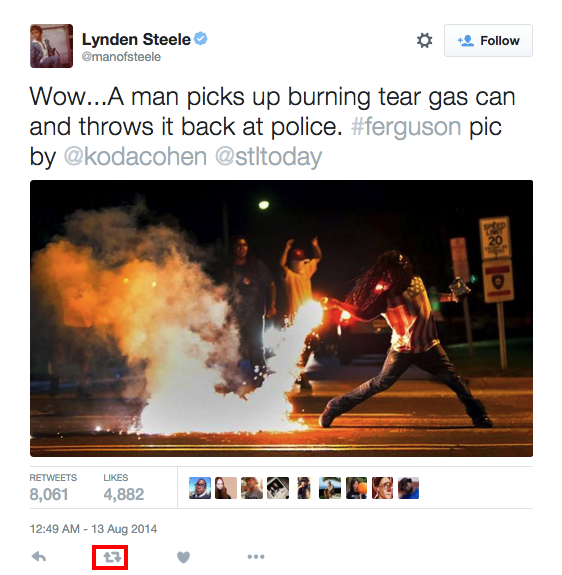 Lynden Steele
@manofsteele
Follow
Wow...A man picks up burning tear gas can
and throws it back at police. #ferguson pic
by @kodacohen @stltoday
SPEED
LIMIT
20
RETWEETS
LIKES
8,061
4,882
12:49 AM - 13 Aug 2014